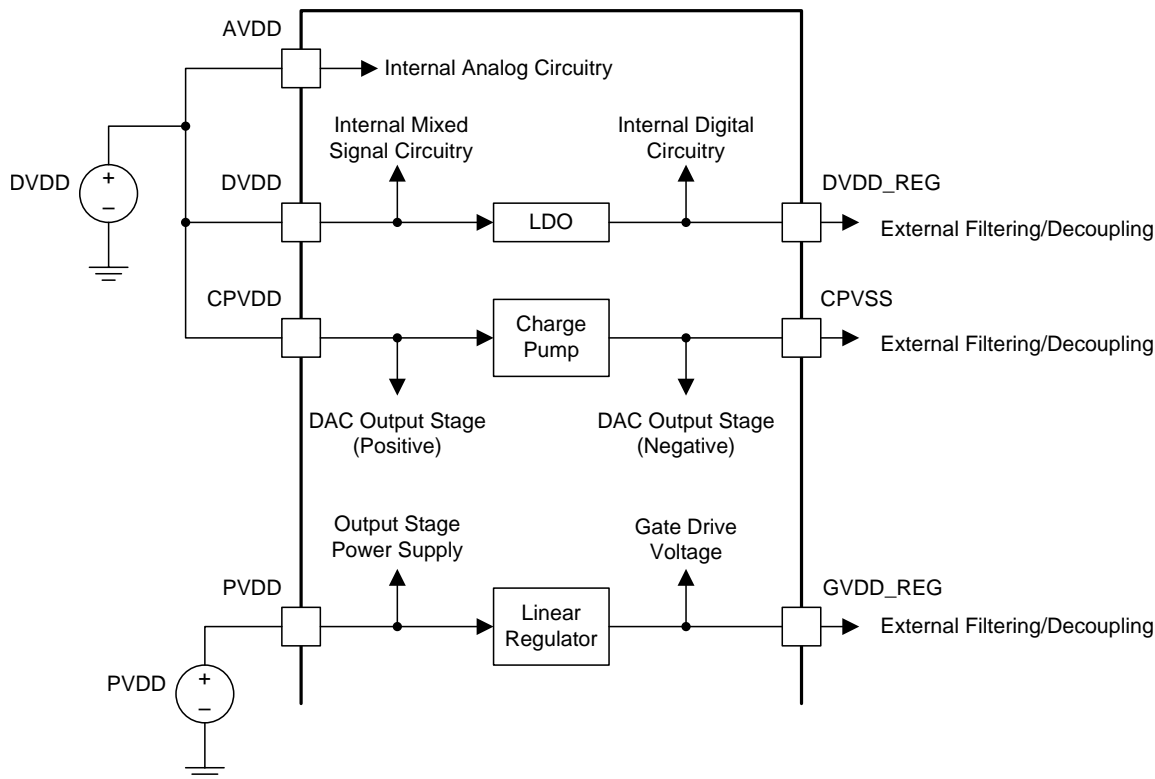 AVDD
Internal Analog Circuitry
Internal Mixed
Signal Circuitry
Internal Digital
Circuitry
DVDD
+
−
DVDD
LDO
DVDD_REG
External Filtering/Decoupling
CPVDD
Charge
Pump
CPVSS
External Filtering/Decoupling
DAC Output Stage
(Positive)
DAC Output Stage
(Negative)
Output Stage
Power Supply
Gate Drive
Voltage
PVDD
Linear
Regulator
GVDD_REG
External Filtering/Decoupling
PVDD
+
−